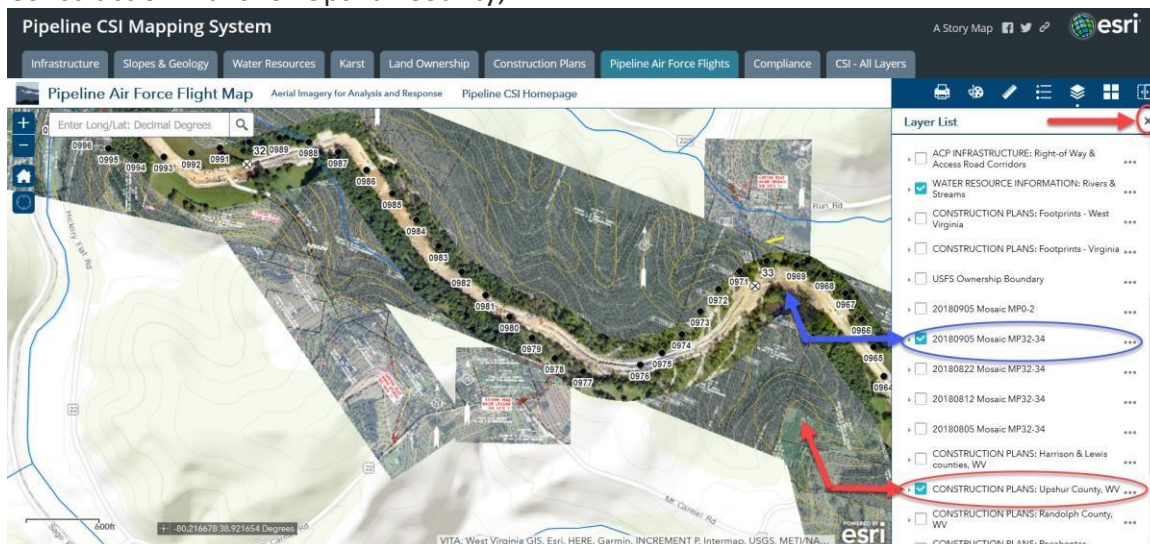 Pipeline CSI Mapping System
A Story Map
esri
Infrastructure
Slopes & Geology
Water Resources
Karst
Land Ownership
Construction Plans
Pipeline Air Force Flights
Compliance
CSI - All Layers
Pipeline Air Force Flight Map
Aerial Imagery for Analysis and Response
Pipeline CSI Homepage
Enter Long/Lat: Decimal Degrees
Layer List
ACP INFRASTRUCTURE: Right-of Way &
Access Road Corridors
WATER RESOURCE INFORMATION: Rivers &
Streams
CONSTRUCTION PLANS: Footprints - West
Virginia
CONSTRUCTION PLANS: Footprints - Virginia
USFS Ownership Boundary
20180905 Mosaic MP0-2
20180905 Mosaic MP32-34
20180822 Mosaic MP32-34
20180812 Mosaic MP32-34
20180805 Mosaic MP32-34
CONSTRUCTION PLANS: Harrison & Lewis
counties, WV
CONSTRUCTION PLANS: Upshur County, WV
CONSTRUCTION PLANS: Randolph County,
WV
0996
0995
0994
0993
0992
0991
32
0989
0988
0987
0986
0985
0984
0983
0982
0981
0980
0979
0978
0977
0976
0975
0974
0973
0972
0971
33
0969
0968
0967
0966
0965
0964
Hickory Flat Rd
Run Rd
Mt Carmel Rd
22
22
600ft
-80.216678 38.921654 Degrees
VITA, West Virginia GIS, Esri, HERE, Garmin, INCREMENT P, Intermap, USGS, METI/NA...
POWERED BY
esri